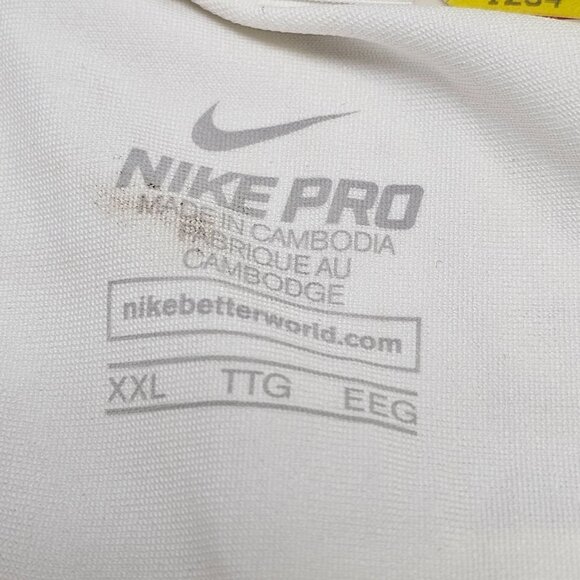 NIKE PRO
MADE IN CAMBODIA
FABRIQUE AU
CAMBODGE
nikebetterworld.com
XXL TTG EEG